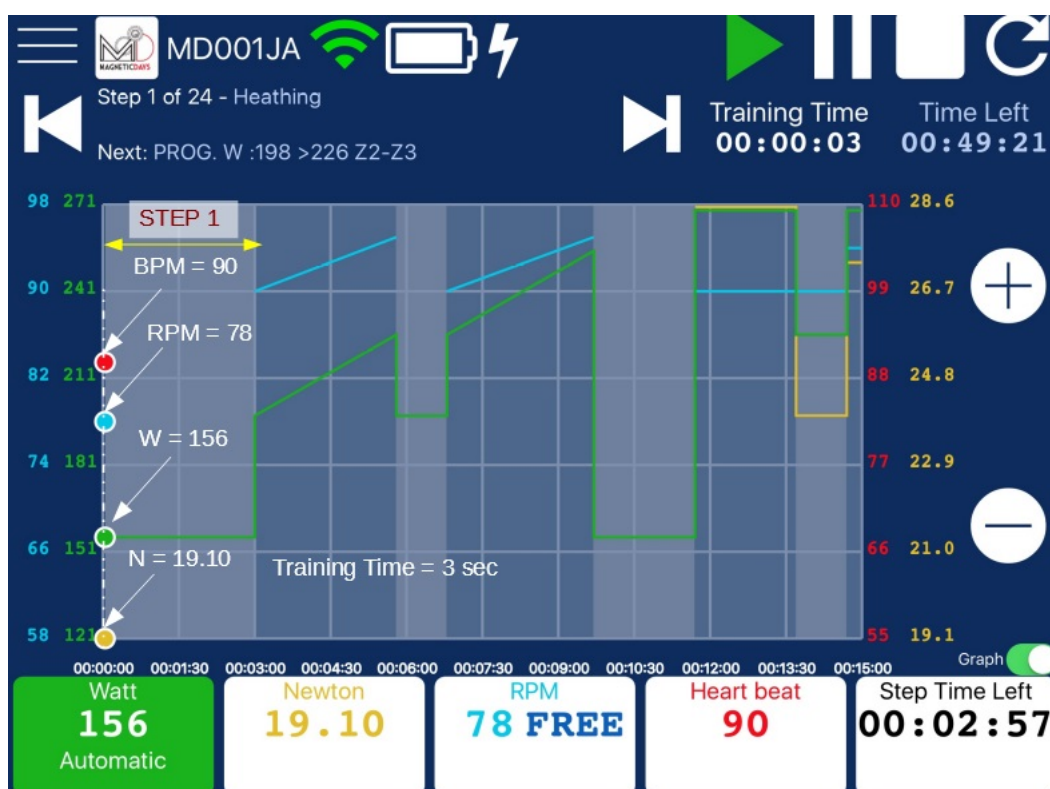 MD001JA
MD
MAGNETICDAYS
Step 1 of 24 - Heathing
Next: PROG. W :198 >226 Z2-Z3
Training Time
00:00:03
Time Left
00:49:21
98 271
90 241
82 211
74 181
66 151
58 121
STEP 1
BPM = 90
RPM = 78
W = 156
N = 19.10
Training Time = 3 sec
110 28.6
99 26.7
88 24.8
77 22.9
66 21.0
55 19.1
Graph
00:00:00 00:01:30 00:03:00 00:04:30 00:06:00 00:07:30 00:09:00 00:10:30 00:12:00 00:13:30 00:15:00
Watt
156
Automatic
Newton
19.10
RPM
78 FREE
Heart beat
90
Step Time Left
00:02:57